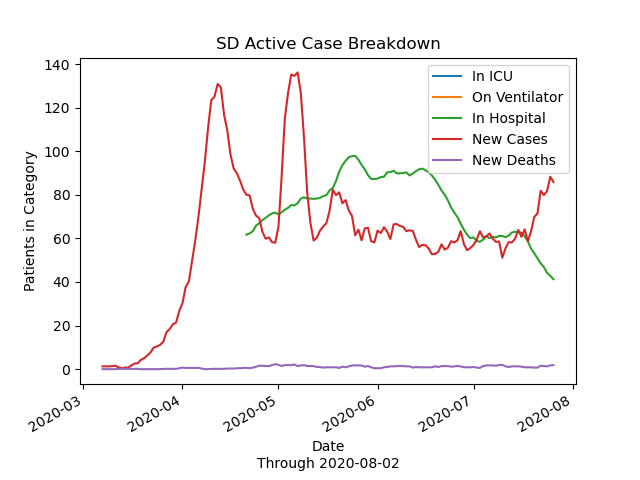 SD Active Case Breakdown
140
120
100
80
60
40
20
0
Patients in Category
In ICU
On Ventilator
In Hospital
New Cases
New Deaths
2020-03
2020-04
2020-05
2020-06
2020-07
2020-08
Date
Through 2020-08-02